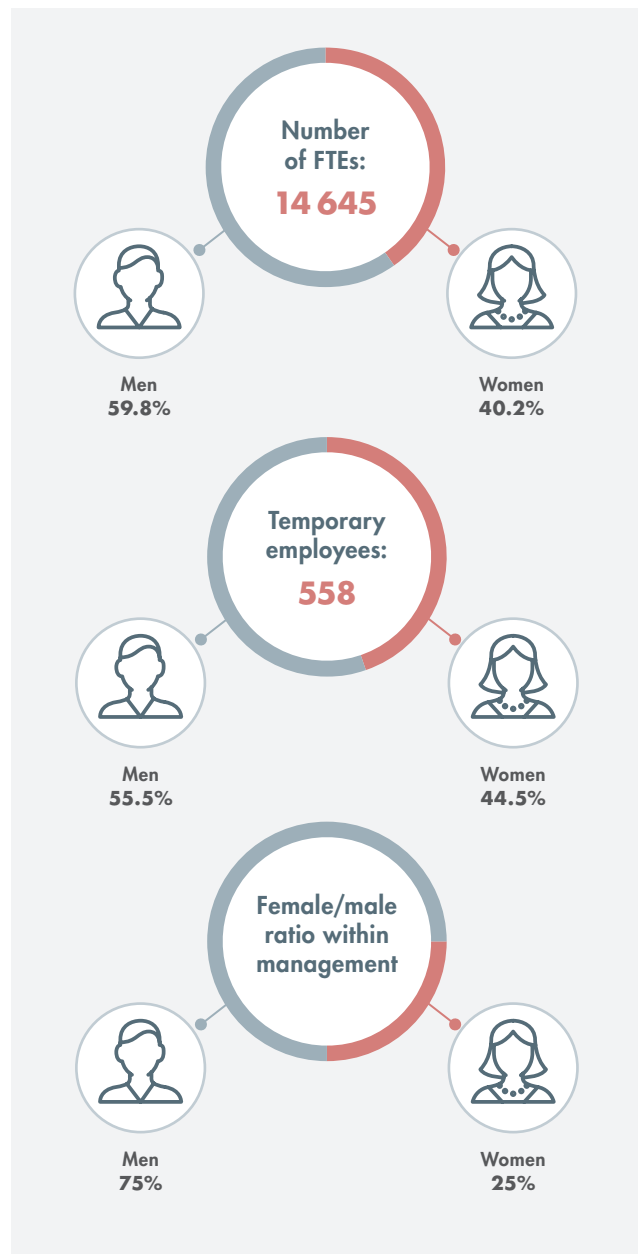 Number
of FTEs:
14 645
Men
59.8%
Women
40.2%
Temporary
employees:
558
Men
55.5%
Women
44.5%
Female/male
ratio within
management
Men
75%
Women
25%